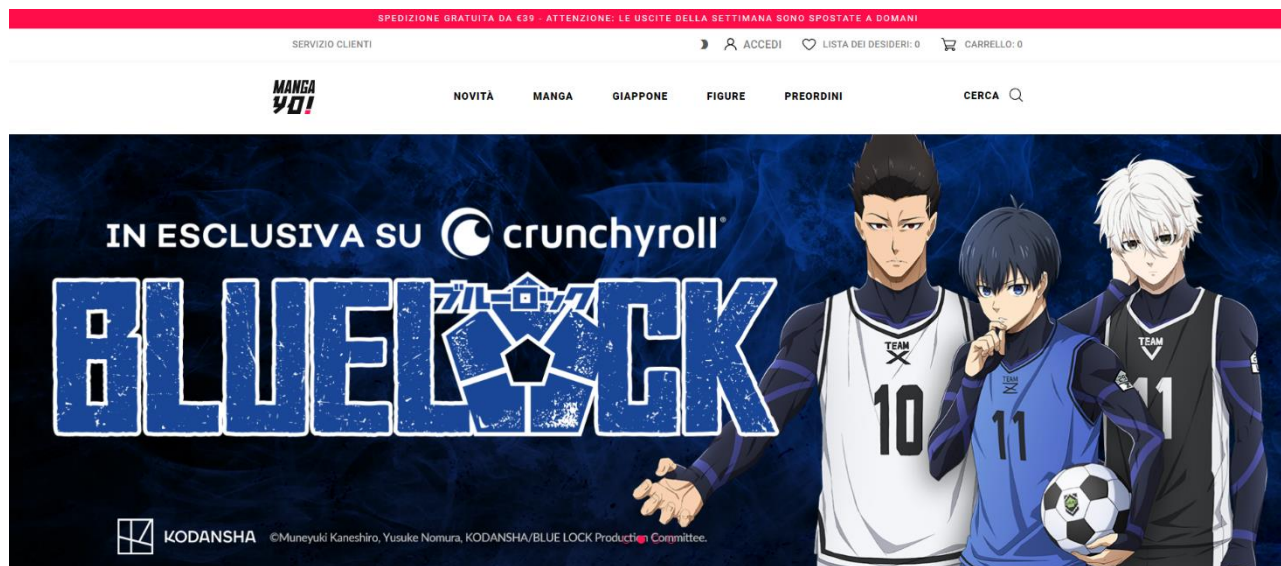 SPEDIZIONE GRATUITA DA €39 - ATTENZIONE: LE USCITE DELLA SETTIMANA SONO SPOSTATE A DOMANI
SERVIZIO CLIENTI ACCEDI LISTA DEI DESIDERI: 0 CARRELLO: 0
MANGA
YO!
NOVITÀ MANGA GIAPPONE FIGURE PREORDINI CERCA
IN ESCLUSIVA SU crunchyroll®
BLUELOCK
ブルーロック
TEAM
X
10
TEAM
Z
11
TEAM
V
11
KODANSHA ©Muneyuki Kaneshiro, Yusuke Nomura, KODANSHA/BLUE LOCK Production Committee.